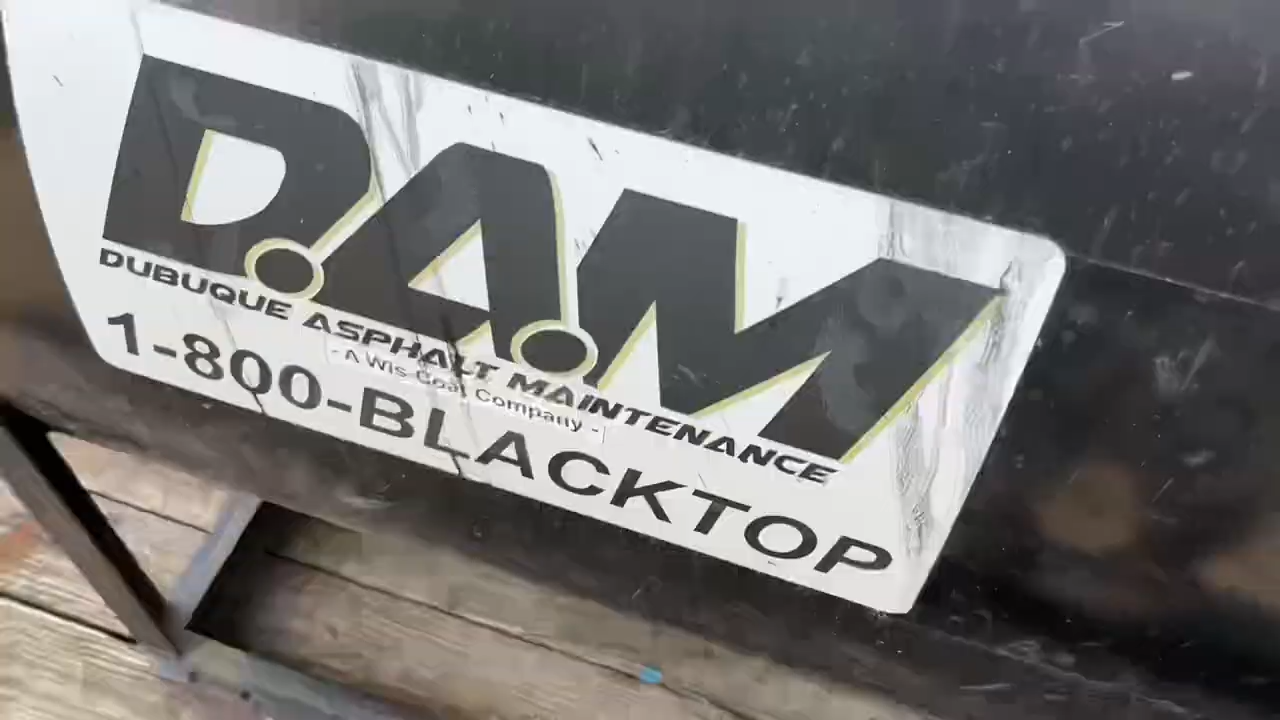 D.A.M
DUBUQUE ASPHALT MAINTENANCE
- A Wis-Coat Company -
1-800-BLACKTOP